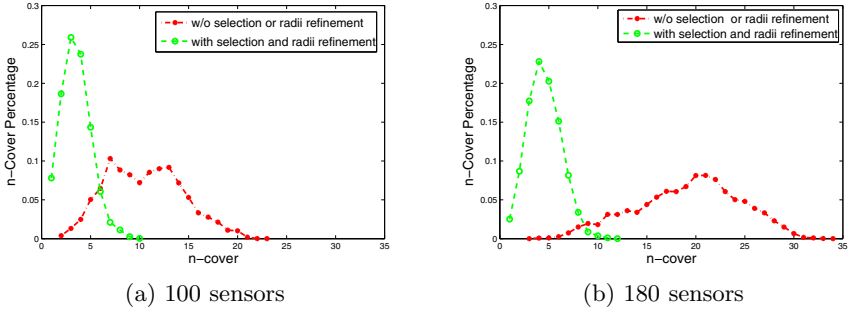 0.3
0.25
0.2
0.15
0.1
0.05
0
0 5 10 15 20 25 30 35
n-cover
n-Cover Percentage
w/o selection or radii refinement
with selection and radii refinement
(a) 100 sensors
0.3
0.25
0.2
0.15
0.1
0.05
0
0 5 10 15 20 25 30 35
n-cover
n-Cover Percentage
w/o selection or radii refinement
with selection and radii refinement
(b) 180 sensors